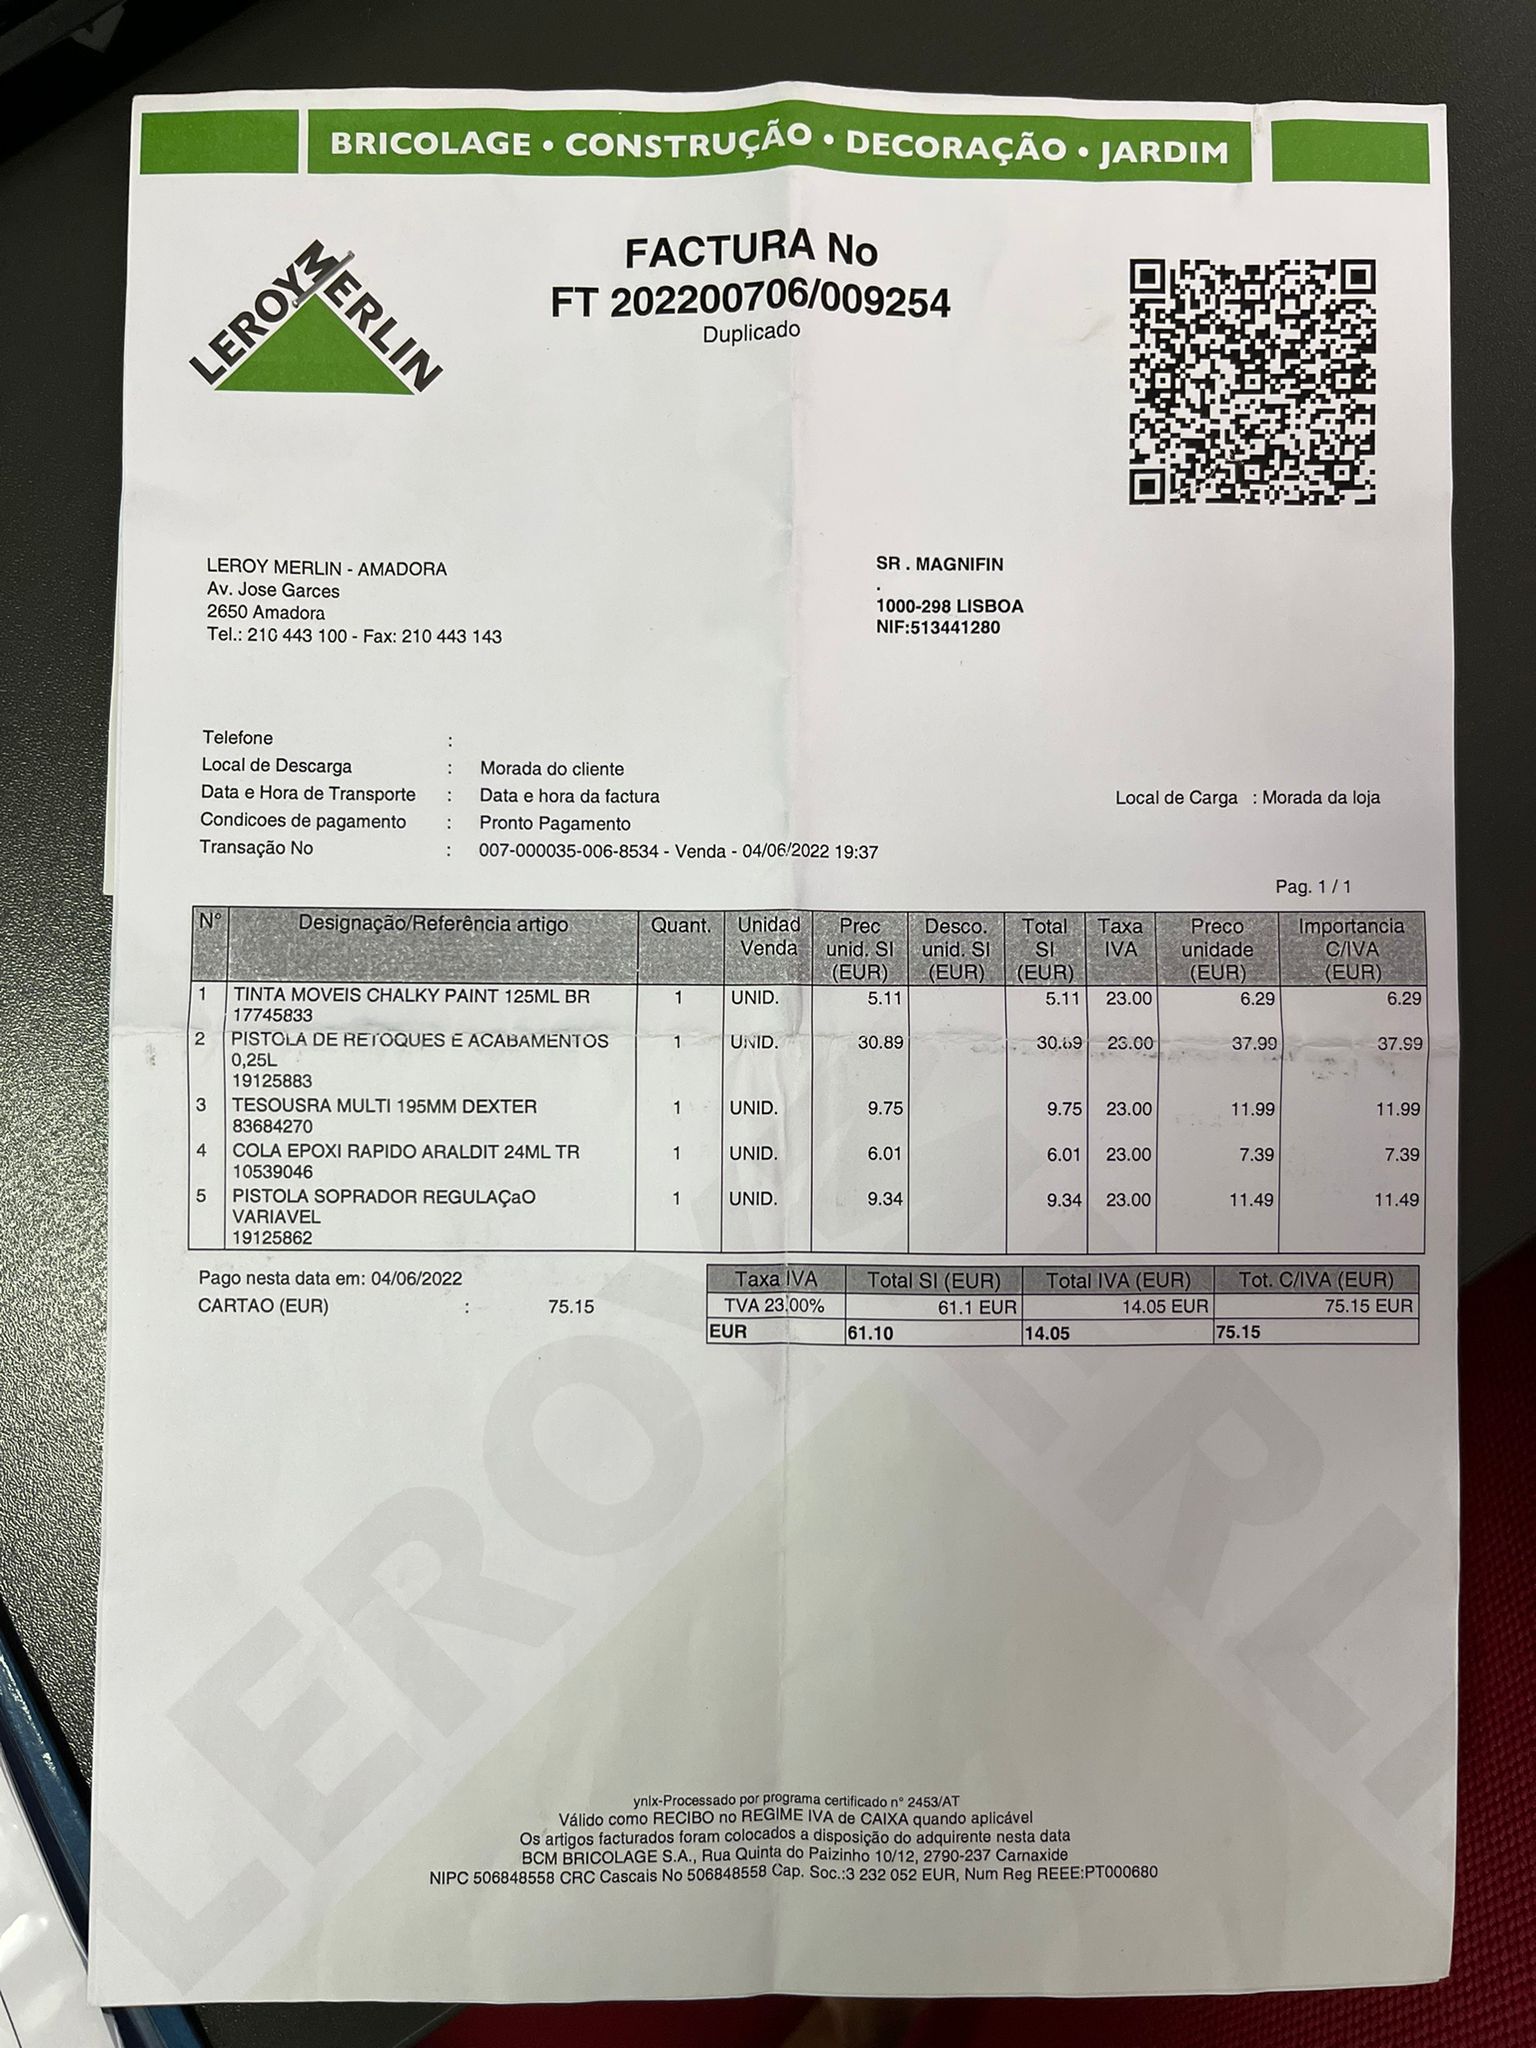 BRICOLAGE • CONSTRUÇÃO • DECORAÇÃO • JARDIM
LEROY MERLIN
FACTURA No
FT 202200706/009254
Duplicado
LEROY MERLIN - AMADORA
Av. Jose Garces
2650 Amadora
Tel.: 210 443 100 - Fax: 210 443 143
SR . MAGNIFIN
.
1000-298 LISBOA
NIF:513441280
Telefone :
Local de Descarga : Morada do cliente
Data e Hora de Transporte : Data e hora da factura
Local de Carga : Morada da loja
Condicoes de pagamento : Pronto Pagamento
Transação No : 007-000035-006-8534 - Venda - 04/06/2022 19:37
Pag. 1 / 1
Nº Designação/Referência artigo Quant. Unidad Prec Desco. Total Taxa Preco Importancia
Venda unid. SI unid. SI SI IVA unidade C/IVA
(EUR) (EUR) (EUR) (EUR) (EUR)
1 TINTA MOVEIS CHALKY PAINT 125ML BR 1 UNID. 5.11 5.11 23.00 6.29 6.29
17745833
2 PISTOLA DE RETOQUES E ACABAMENTOS 1 UNID. 30.89 30.89 23.00 37.99 37.99
0,25L
19125883
3 TESOUSRA MULTI 195MM DEXTER 1 UNID. 9.75 9.75 23.00 11.99 11.99
83684270
4 COLA EPOXI RAPIDO ARALDIT 24ML TR 1 UNID. 6.01 6.01 23.00 7.39 7.39
10539046
5 PISTOLA SOPRADOR REGULAÇaO 1 UNID. 9.34 9.34 23.00 11.49 11.49
VARIAVEL
19125862
Pago nesta data em: 04/06/2022
CARTAO (EUR) : 75.15
Taxa IVA Total SI (EUR) Total IVA (EUR) Tot. C/IVA (EUR)
TVA 23,00% 61.1 EUR 14.05 EUR 75.15 EUR
EUR 61.10 14.05 75.15
ynlx-Processado por programa certificado n° 2453/AT
Válido como RECIBO no REGIME IVA de CAIXA quando aplicável
Os artigos facturados foram colocados a disposição do adquirente nesta data
BCM BRICOLAGE S.A., Rua Quinta do Paizinho 10/12, 2790-237 Carnaxide
NIPC 506848558 CRC Cascais No 506848558 Cap. Soc.:3 232 052 EUR, Num Reg REEE:PT000680